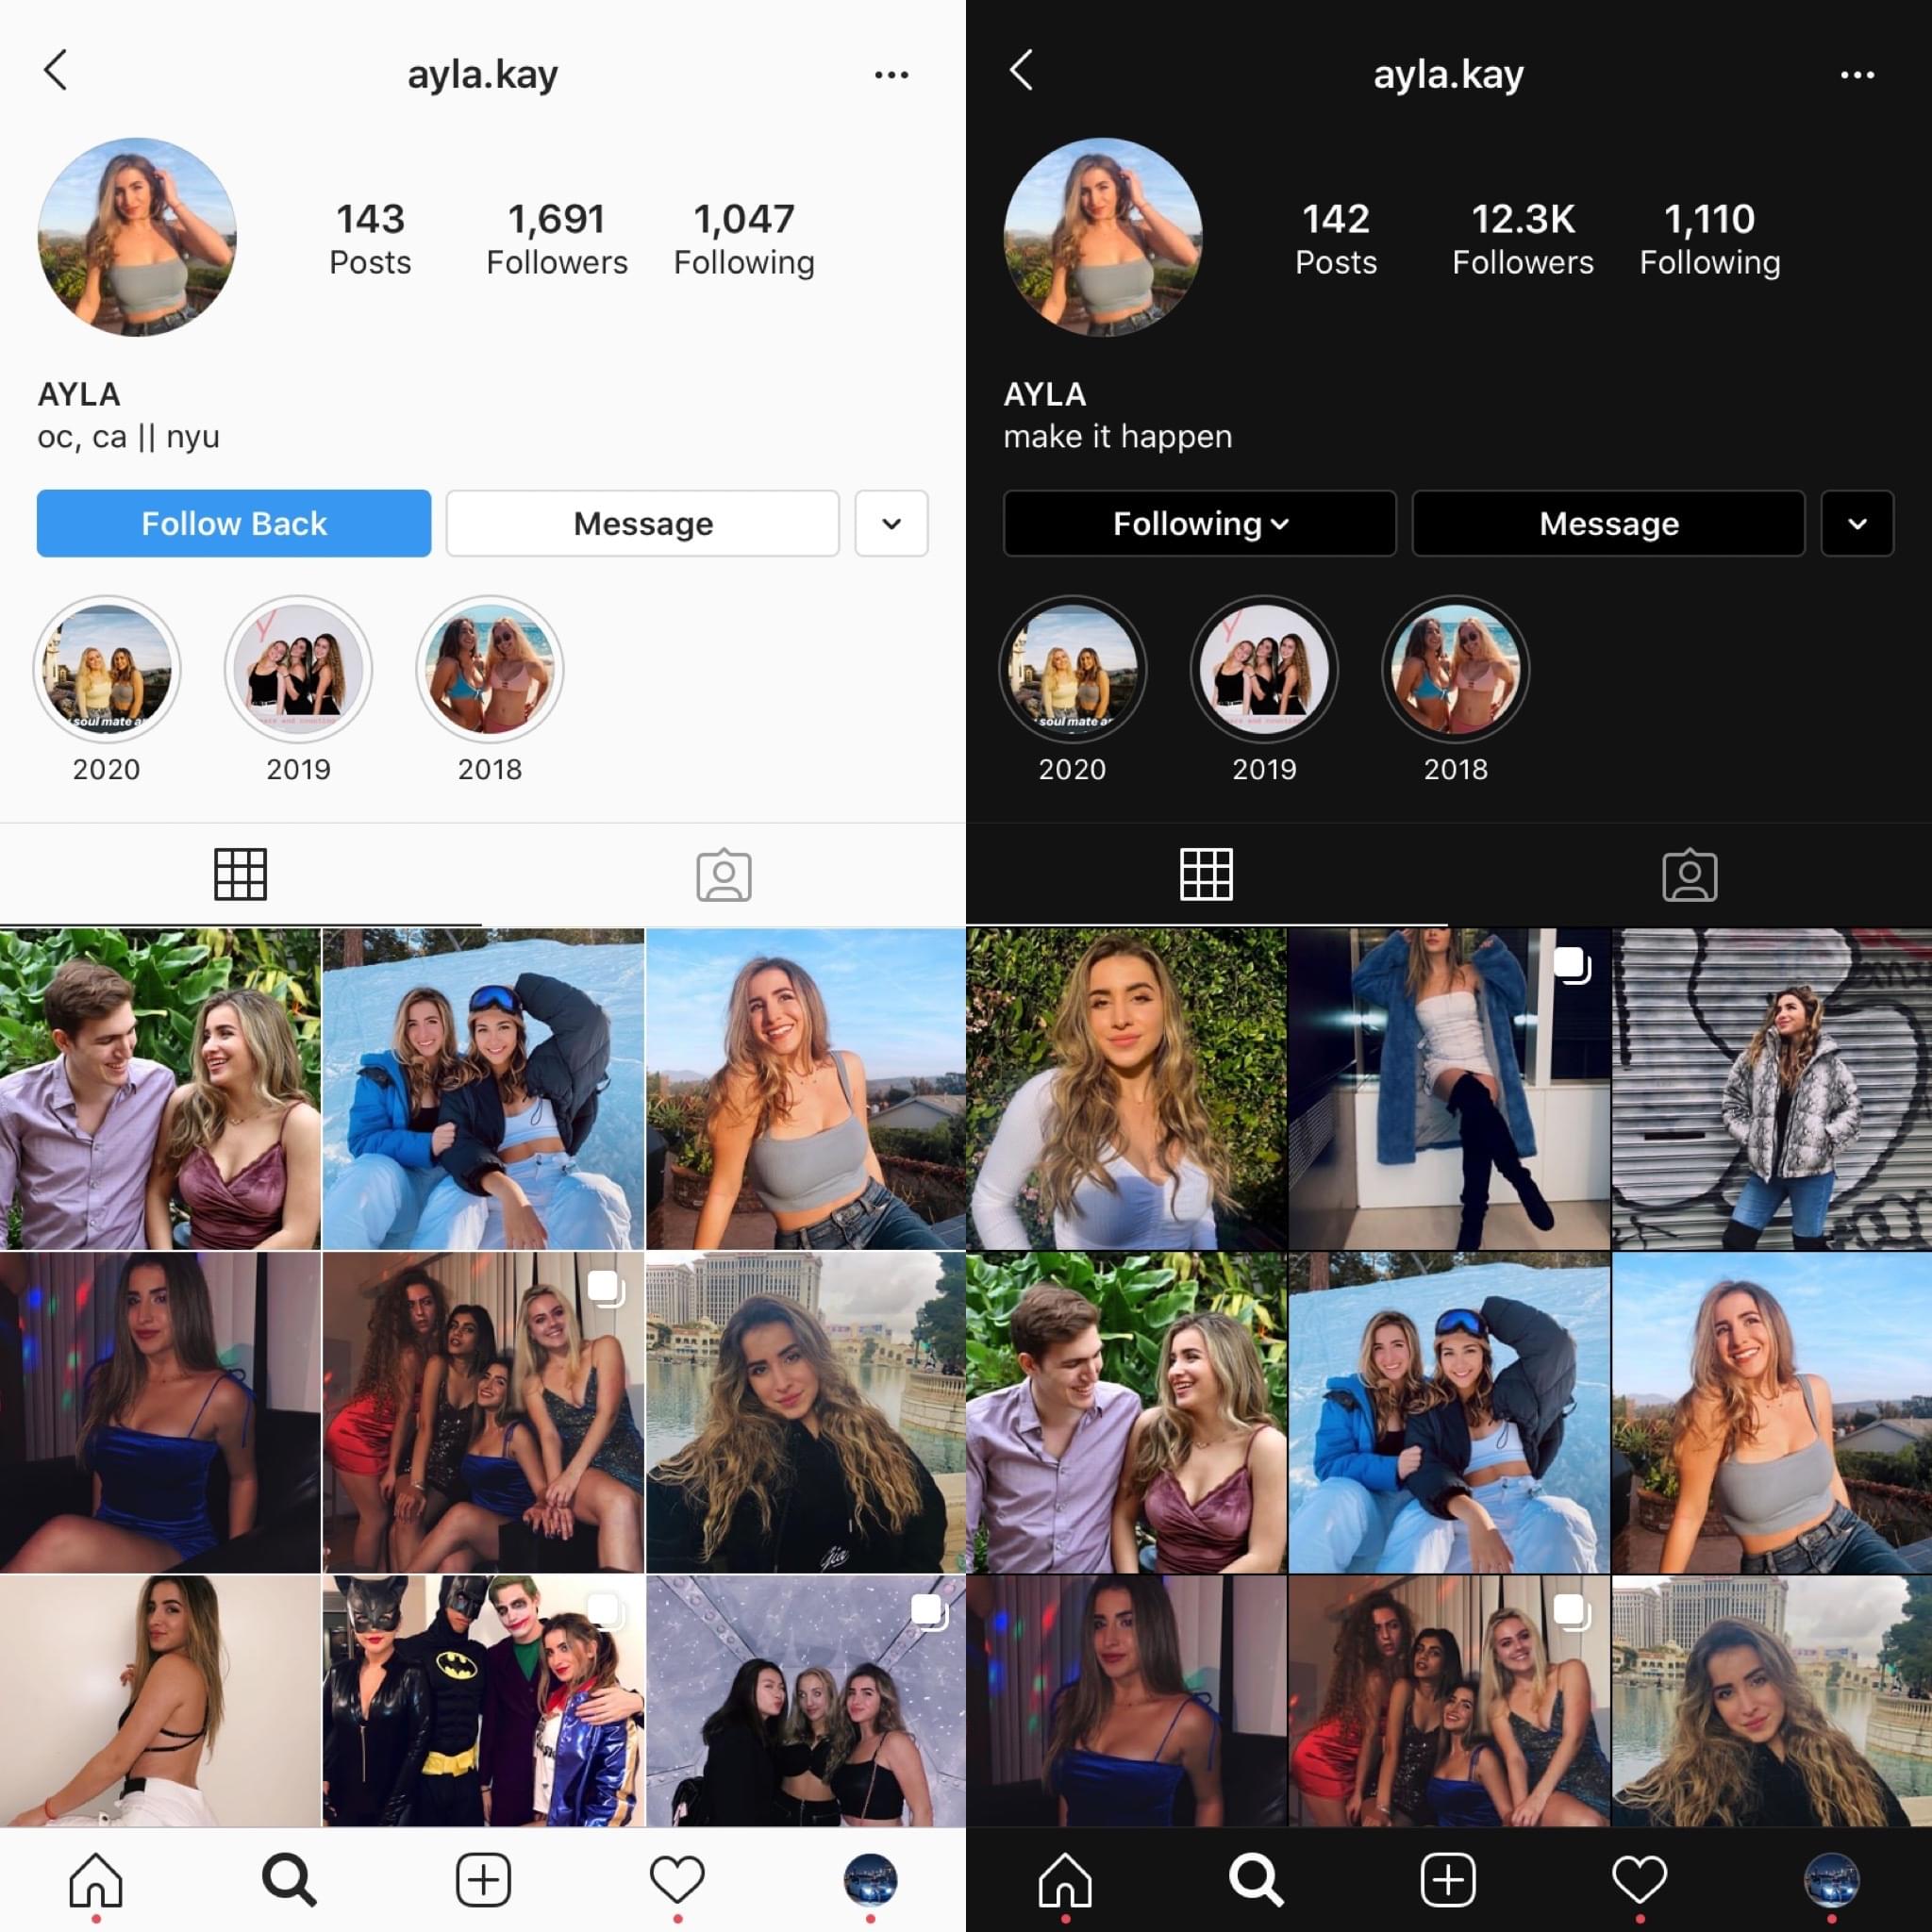 ayla.kay
143 1,691 1,047
Posts Followers Following
AYLA
oc, ca || nyu
Follow Back Message
soul mate
2020 2019 2018
ayla.kay
142 12.3K 1,110
Posts Followers Following
AYLA
make it happen
Following Message
soul mate
2020 2019 2018